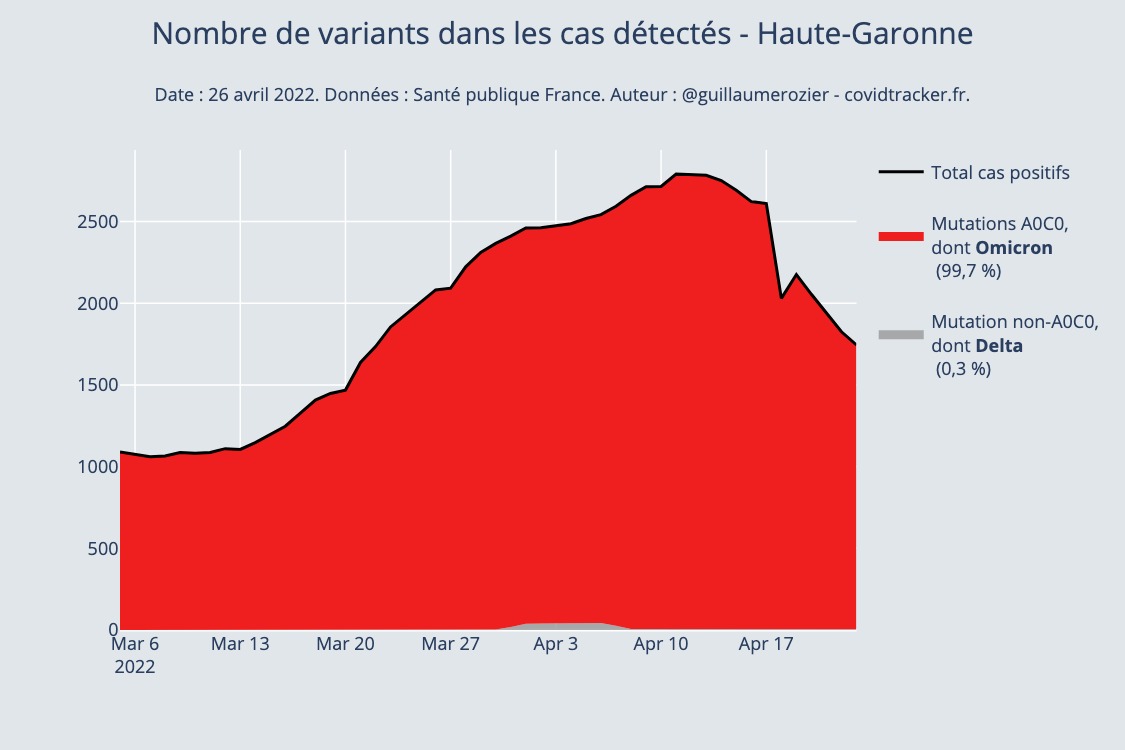 Nombre de variants dans les cas détectés - Haute-Garonne
Date : 26 avril 2022. Données : Santé publique France. Auteur : @guillaumerozier - covidtracker.fr.
Total cas positifs
Mutations A0C0,
dont Omicron
(99,7 %)
Mutation non-A0C0,
dont Delta
(0,3 %)
2500
2000
1500
1000
500
0
Mar 6
2022
Mar 13
Mar 20
Mar 27
Apr 3
Apr 10
Apr 17